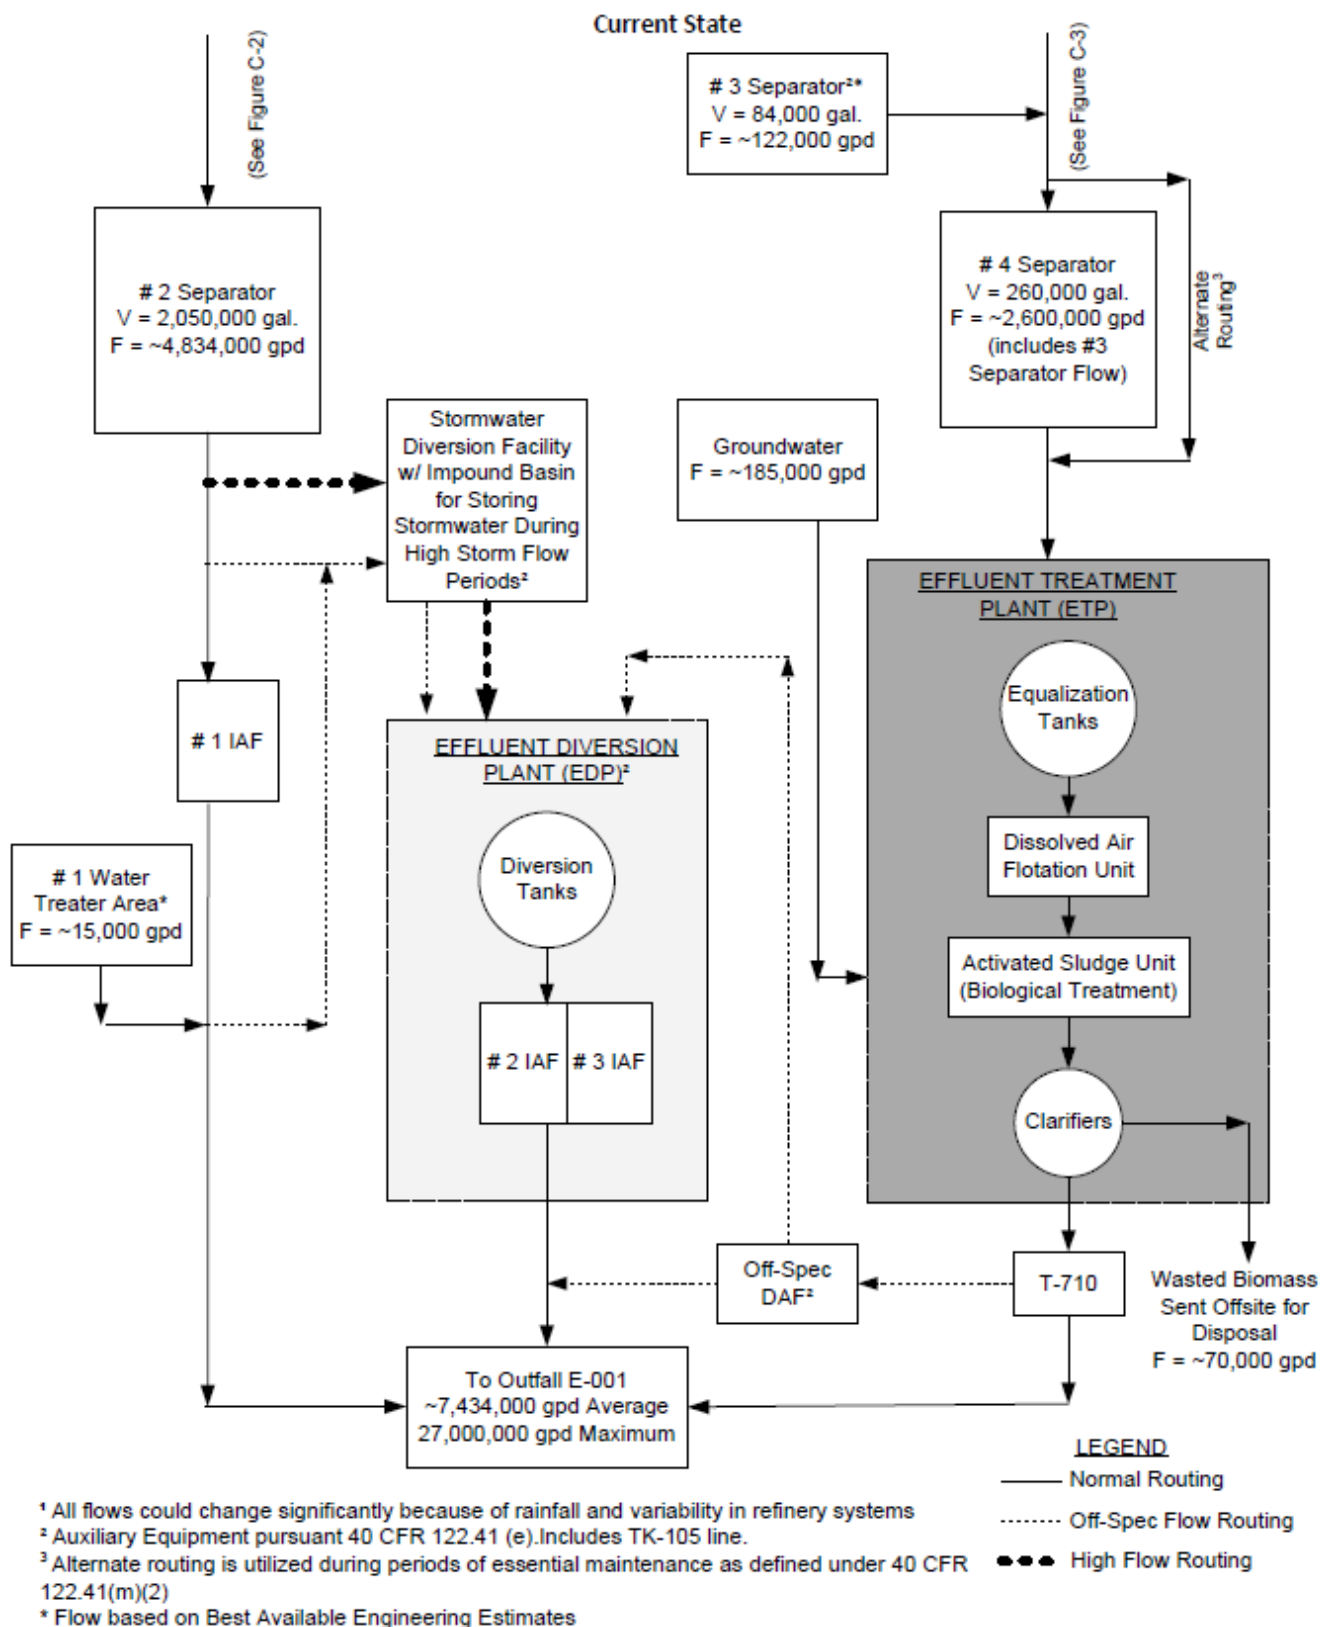 Current State
(See Figure C-2)
# 3 Separator²*
V = 84,000 gal.
F = ~122,000 gpd
(See Figure C-3)
# 2 Separator
V = 2,050,000 gal.
F = ~4,834,000 gpd
# 4 Separator
V = 260,000 gal.
F = ~2,600,000 gpd
(includes #3
Separator Flow)
Alternate
Routing³
Stormwater
Diversion Facility
w/ Impound Basin
for Storing
Stormwater During
High Storm Flow
Periods²
Groundwater
F = ~185,000 gpd
# 1 IAF
EFFLUENT DIVERSION
PLANT (EDP)²
Diversion
Tanks
# 2 IAF
# 3 IAF
EFFLUENT TREATMENT
PLANT (ETP)
Equalization
Tanks
Dissolved Air
Flotation Unit
Activated Sludge Unit
(Biological Treatment)
Clarifiers
# 1 Water
Treater Area*
F = ~15,000 gpd
Off-Spec
DAF²
T-710
Wasted Biomass
Sent Offsite for
Disposal
F = ~70,000 gpd
To Outfall E-001
~7,434,000 gpd Average
27,000,000 gpd Maximum
LEGEND
Normal Routing
Off-Spec Flow Routing
High Flow Routing
¹ All flows could change significantly because of rainfall and variability in refinery systems
² Auxiliary Equipment pursuant 40 CFR 122.41 (e).Includes TK-105 line.
³ Alternate routing is utilized during periods of essential maintenance as defined under 40 CFR
122.41(m)(2)
* Flow based on Best Available Engineering Estimates